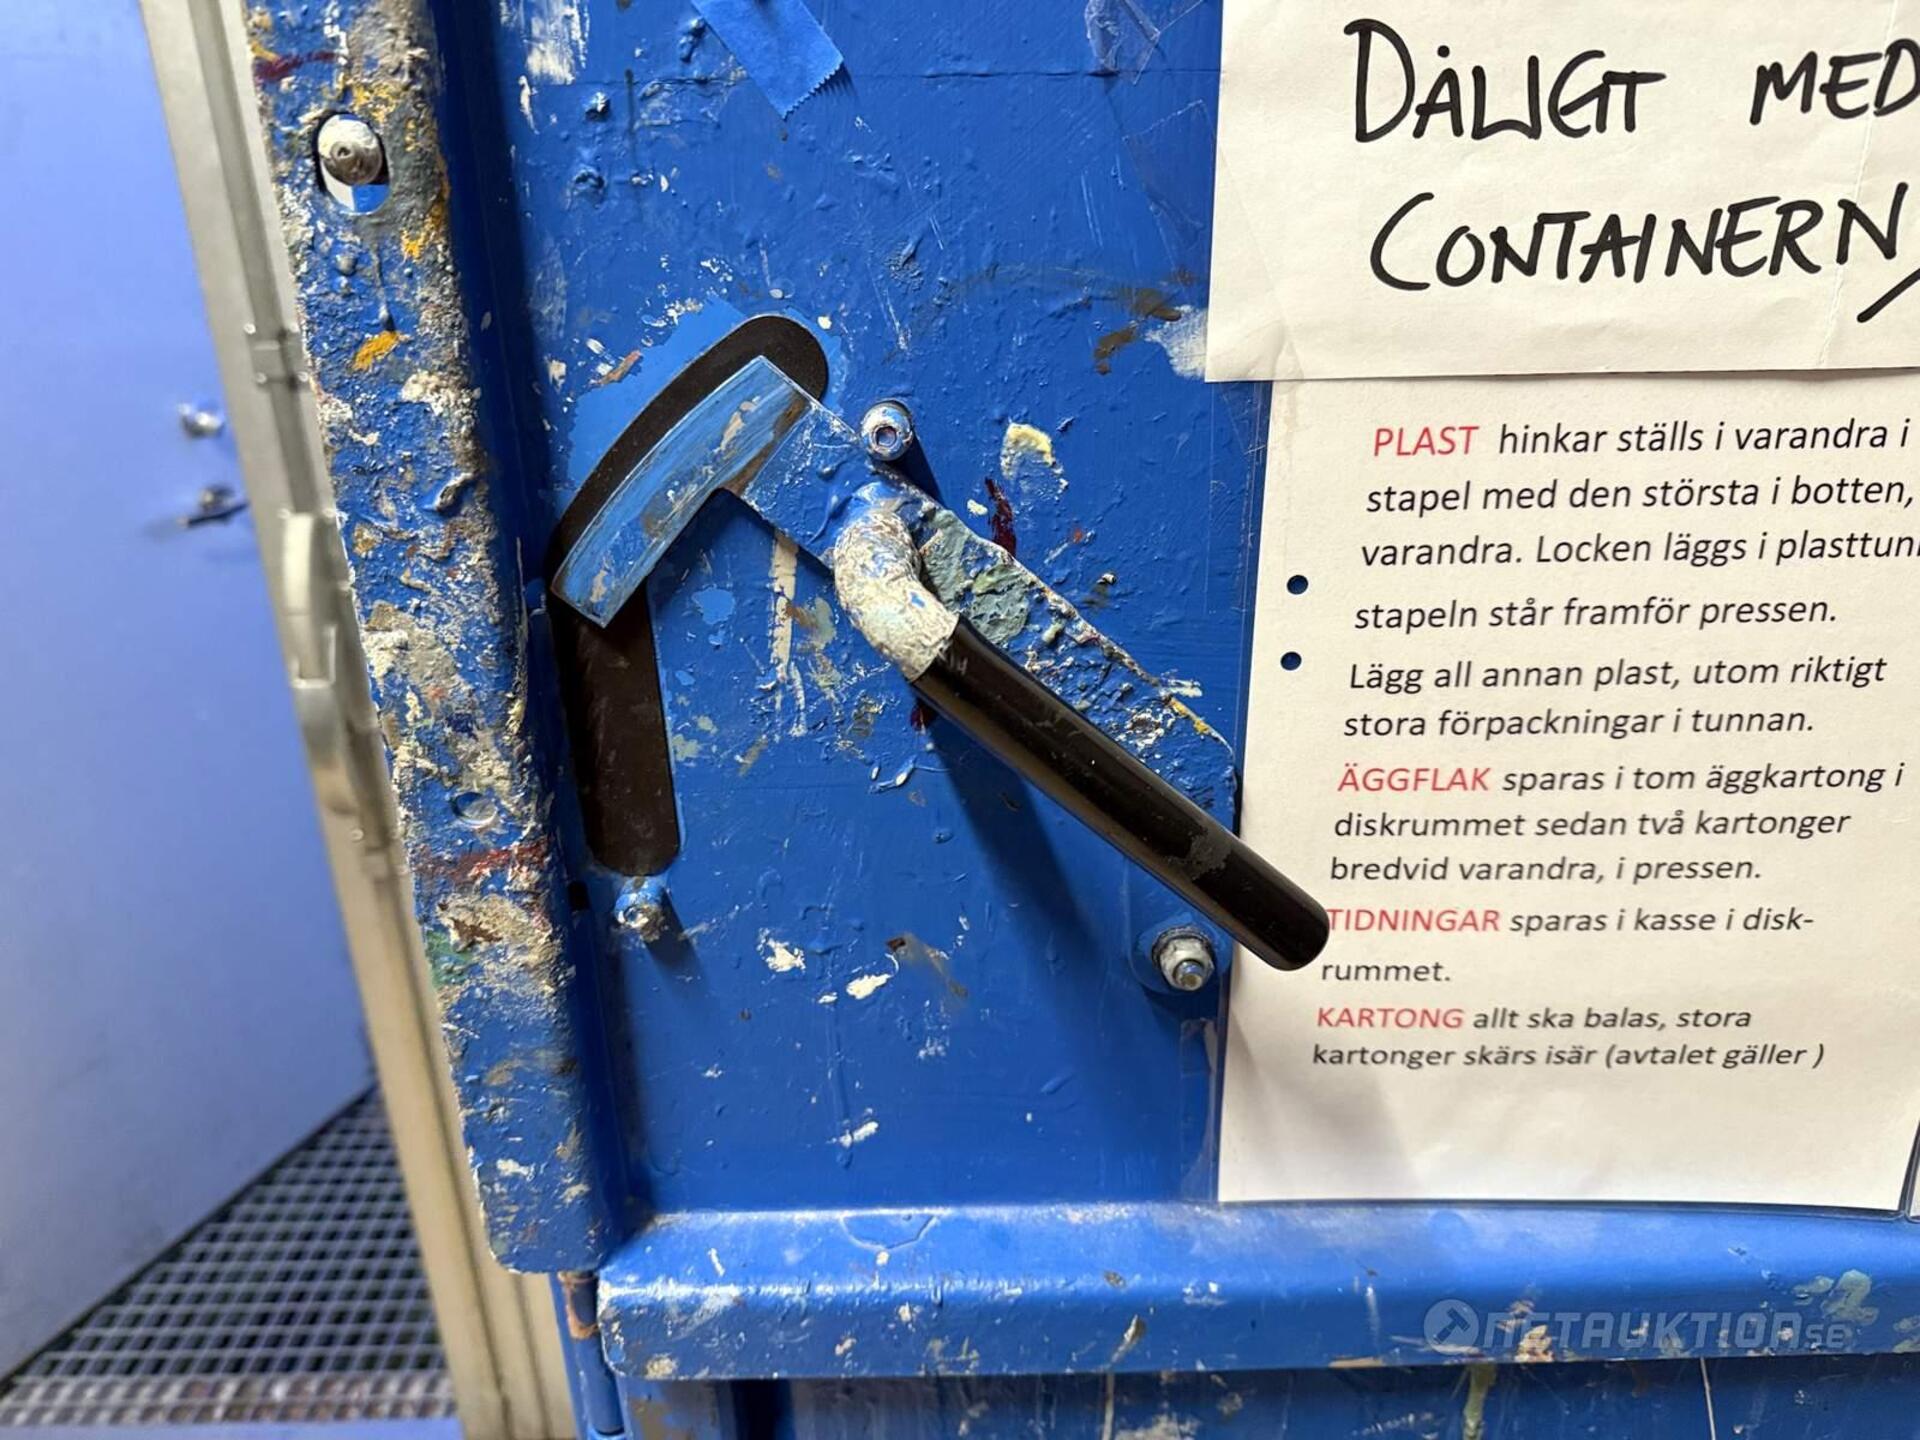 DÅLIGT MED
CONTAINERN,
PLAST hinkar ställs i varandra i
stapel med den största i botten,
varandra. Locken läggs i
stapeln står framför pressen.
Lägg all annan plast, utom riktigt
stora förpackningar i tunnan.
ÄGGFLAK sparas i tom äggkartong i
diskrummet sedan två kartonger
bredvid varandra, i pressen.
TIDNINGAR sparas i kasse i disk-
rummet.
KARTONG allt ska balas, stora
kartonger skärs isär (avtalet gäller )
NETAUKTION.SE